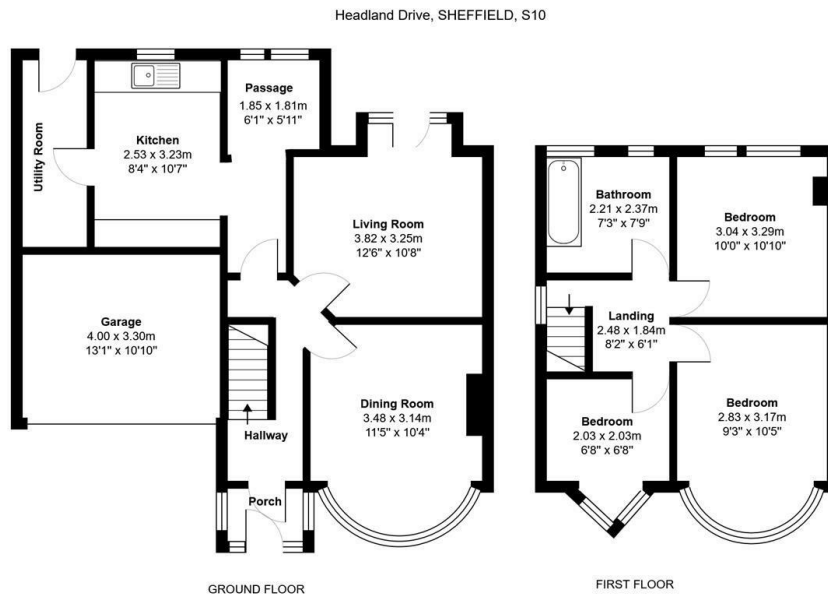 Headland Drive, SHEFFIELD, S10
Passage
1.85 x 1.81m
6'1" x 5'11"
Kitchen
2.53 x 3.23m
8'4" x 10'7"
Utility Room
Living Room
3.82 x 3.25m
12'6" x 10'8"
Garage
4.00 x 3.30m
13'1" x 10'10"
Dining Room
3.48 x 3.14m
11'5" x 10'4"
Hallway
Porch
GROUND FLOOR
Bathroom
2.21 x 2.37m
7'3" x 7'9"
Bedroom
3.04 x 3.29m
10'0" x 10'10"
Landing
2.48 x 1.84m
8'2" x 6'1"
Bedroom
2.83 x 3.17m
9'3" x 10'5"
Bedroom
2.03 x 2.03m
6'8" x 6'8"
FIRST FLOOR